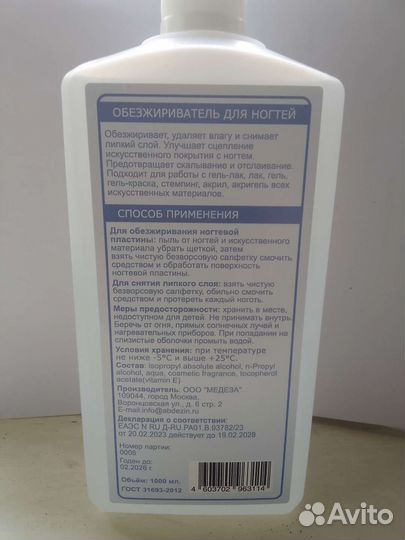 ОБЕЗЖИРИВАТЕЛЬ ДЛЯ НОГТЕЙ
Обезжиривает, удаляет влагу и снимает
липкий слой. Улучшает сцепление
искусственного покрытия с ногтем.
Предотвращает скалывание и отслаивание.
Подходит для работы с гель-лак, лак, гель,
гель-краска, стемпинг, акрил, акригель всех
искусственных материалов.
СПОСОБ ПРИМЕНЕНИЯ
Для обезжиривания ногтевой
пластины: пыль от ногтей и искусственного
материала убрать щеткой, затем
взять чистую безворсовую салфетку смочить
средством и обработать поверхность
ногтевой пластины.
Для снятия липкого слоя: взять чистую
безворсовую салфетку, обильно смочить
средством и протереть каждый ноготь.
Меры предосторожности: хранить в месте,
недоступном для детей. Не принимать внутрь.
Беречь от огня, прямых солнечных лучей и
нагревательных приборов. При попадании на
слизистые оболочки промыть водой.
Условия хранения: при температуре
не ниже -5°С и выше +25°С.
Состав: isopropyl absolute alcohol, n-Propyl
alcohol, aqua, cosmetic fragrance, tocopherol
acetate(vitamin E)
Производитель: ООО "МЕДЕЗА"
109044, город Москва,
Воронцовская ул., д. 6 стр. 2
E-mail:info@abdezin.ru
Декларация о соответствии:
ЕАЭС N RU Д-RU.РА01.В.93782/23
от 20.02.2023 действует до 19.02.2028
Номер партии:
0006
Годен до:
02.2026 г.
Объём: 1000 мл.
ГОСТ 31693-2012
4 603702 963114
Avito